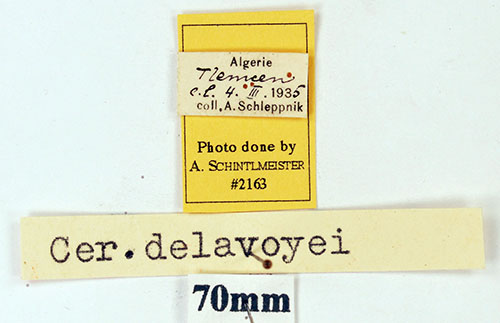 Algerie
Tlemcen
e.l. 4. III. 1935
coll, A. Schleppnik
Photo done by
A. SCHINTLMEISTER
#2163
Cer. delavoyei
70mm